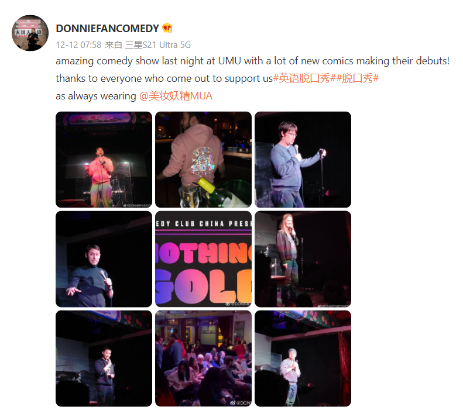 DONNIEFANCOMEDY
12-12 07:58 来自 三星S21 Ultra 5G
amazing comedy show last night at UMU with a lot of new comics making their debuts!
thanks to everyone who come out to support us#英语脱口秀##脱口秀#
as always wearing @美妆妖精MUA
EDY CLUB CHINA PRESE
NOTHING
GOLD